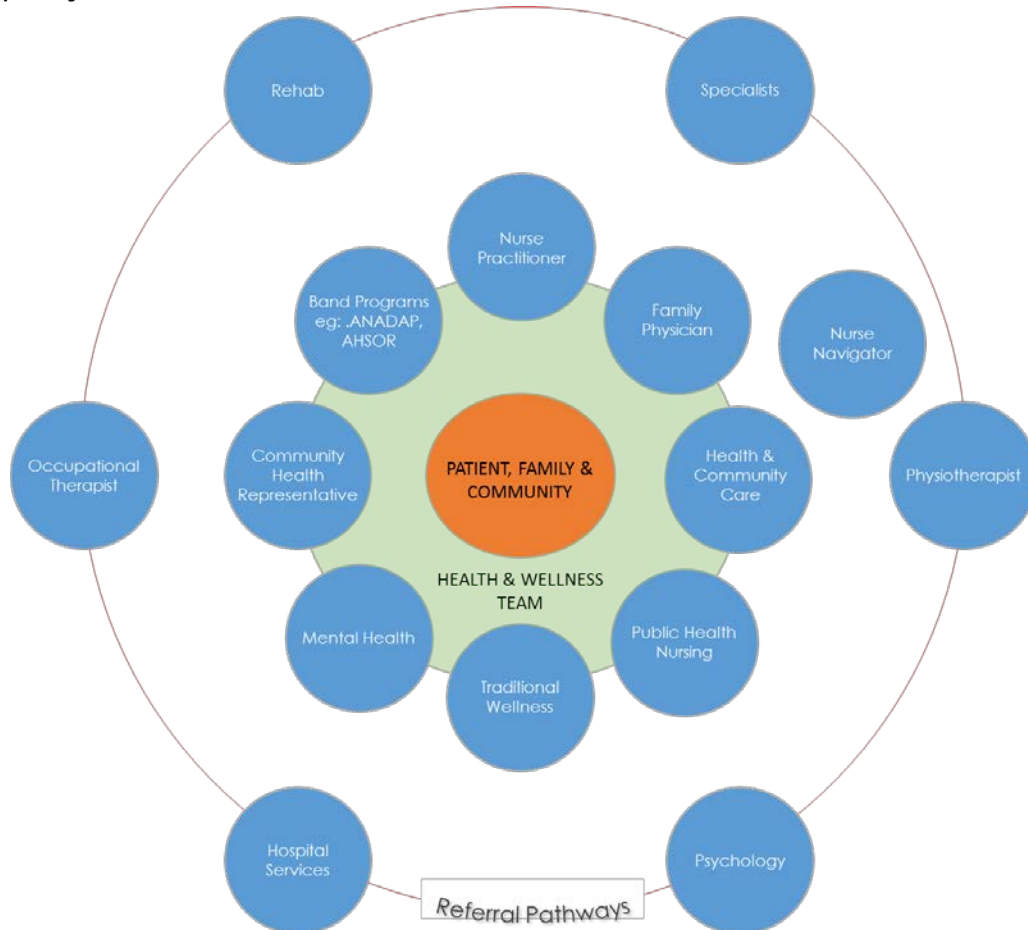 Rehab
Specialists
Nurse
Practitioner
Band Programs
eg: .ANADAP,
AHSOR
Family
Physician
Nurse
Navigator
Occupational
Therapist
Community
Health
Representative
PATIENT, FAMILY &
COMMUNITY
Health &
Community
Care
Physiotherapist
HEALTH & WELLNESS
TEAM
Mental Health
Public Health
Nursing
Traditional
Wellness
Hospital
Services
Psychology
Referral Pathways